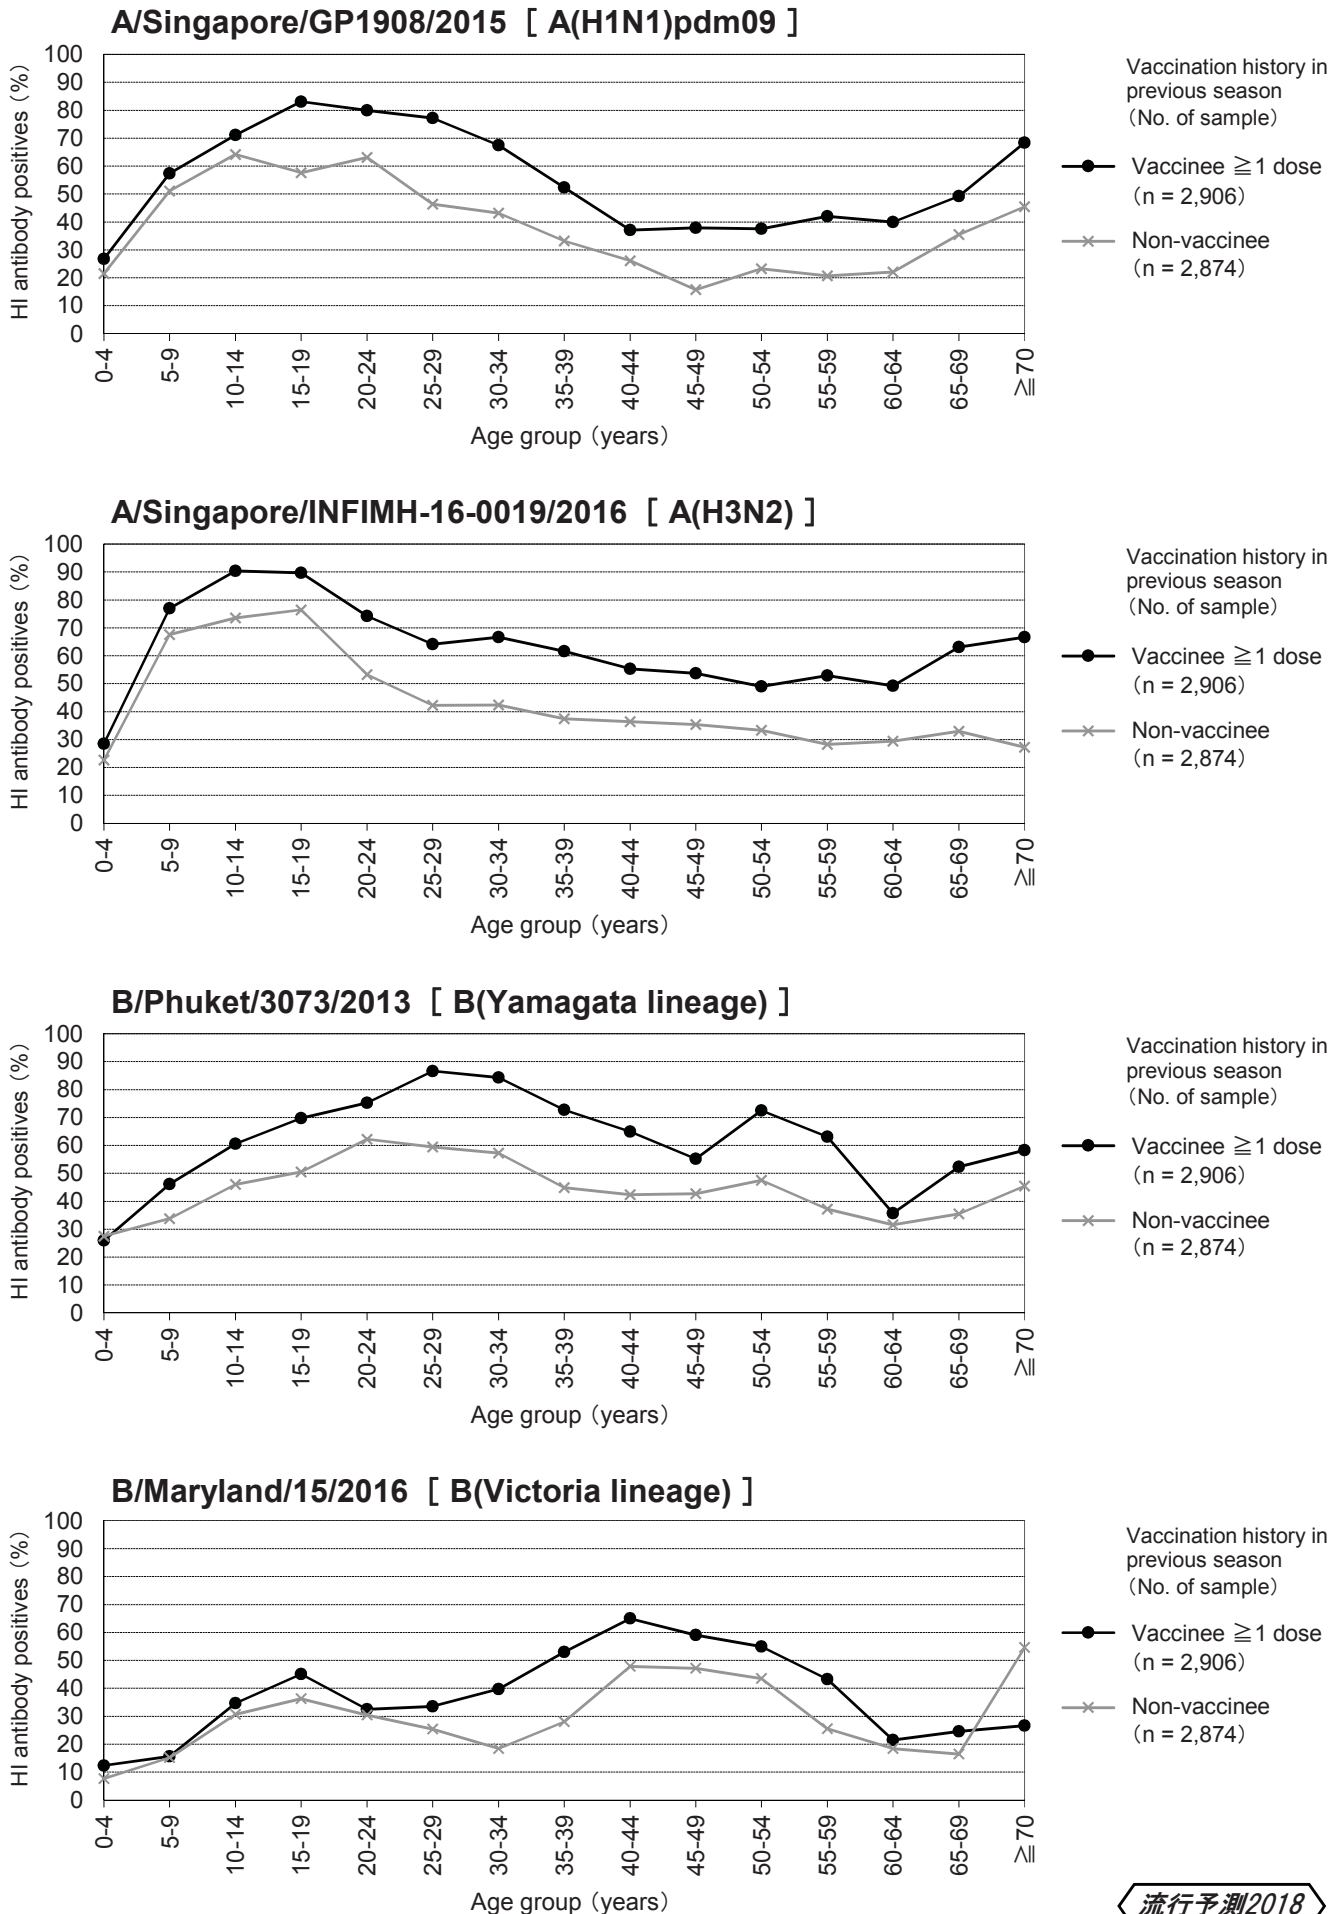 A/Singapore/GP1908/2015 [ A(H1N1)pdm09 ]
HI antibody positives (%)
100
90
80
70
60
50
40
30
20
10
0
0-4
5-9
10-14
15-19
20-24
25-29
30-34
35-39
40-44
45-49
50-54
55-59
60-64
65-69
≧70
Age group (years)
Vaccination history in
previous season
(No. of sample)
Vaccinee ≧1 dose
(n = 2,906)
Non-vaccinee
(n = 2,874)
A/Singapore/INFIMH-16-0019/2016 [ A(H3N2) ]
HI antibody positives (%)
100
90
80
70
60
50
40
30
20
10
0
0-4
5-9
10-14
15-19
20-24
25-29
30-34
35-39
40-44
45-49
50-54
55-59
60-64
65-69
≧70
Age group (years)
Vaccination history in
previous season
(No. of sample)
Vaccinee ≧1 dose
(n = 2,906)
Non-vaccinee
(n = 2,874)
B/Phuket/3073/2013 [ B(Yamagata lineage) ]
HI antibody positives (%)
100
90
80
70
60
50
40
30
20
10
0
0-4
5-9
10-14
15-19
20-24
25-29
30-34
35-39
40-44
45-49
50-54
55-59
60-64
65-69
≧70
Age group (years)
Vaccination history in
previous season
(No. of sample)
Vaccinee ≧1 dose
(n = 2,906)
Non-vaccinee
(n = 2,874)
B/Maryland/15/2016 [ B(Victoria lineage) ]
HI antibody positives (%)
100
90
80
70
60
50
40
30
20
10
0
0-4
5-9
10-14
15-19
20-24
25-29
30-34
35-39
40-44
45-49
50-54
55-59
60-64
65-69
≧70
Age group (years)
Vaccination history in
previous season
(No. of sample)
Vaccinee ≧1 dose
(n = 2,906)
Non-vaccinee
(n = 2,874)
流行予測2018